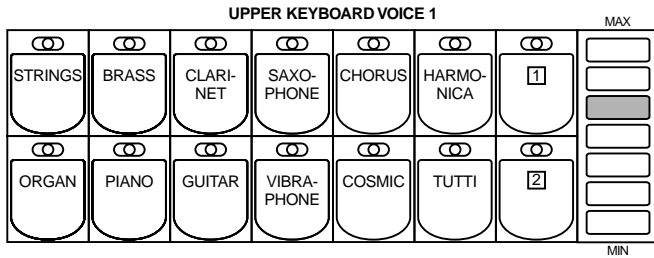 UPPER KEYBOARD VOICE 1
MAX
STRINGS
BRASS
CLARI-
NET
SAXO-
PHONE
CHORUS
HARMO-
NICA
1
ORGAN
PIANO
GUITAR
VIBRA-
PHONE
COSMIC
TUTTI
2
MIN